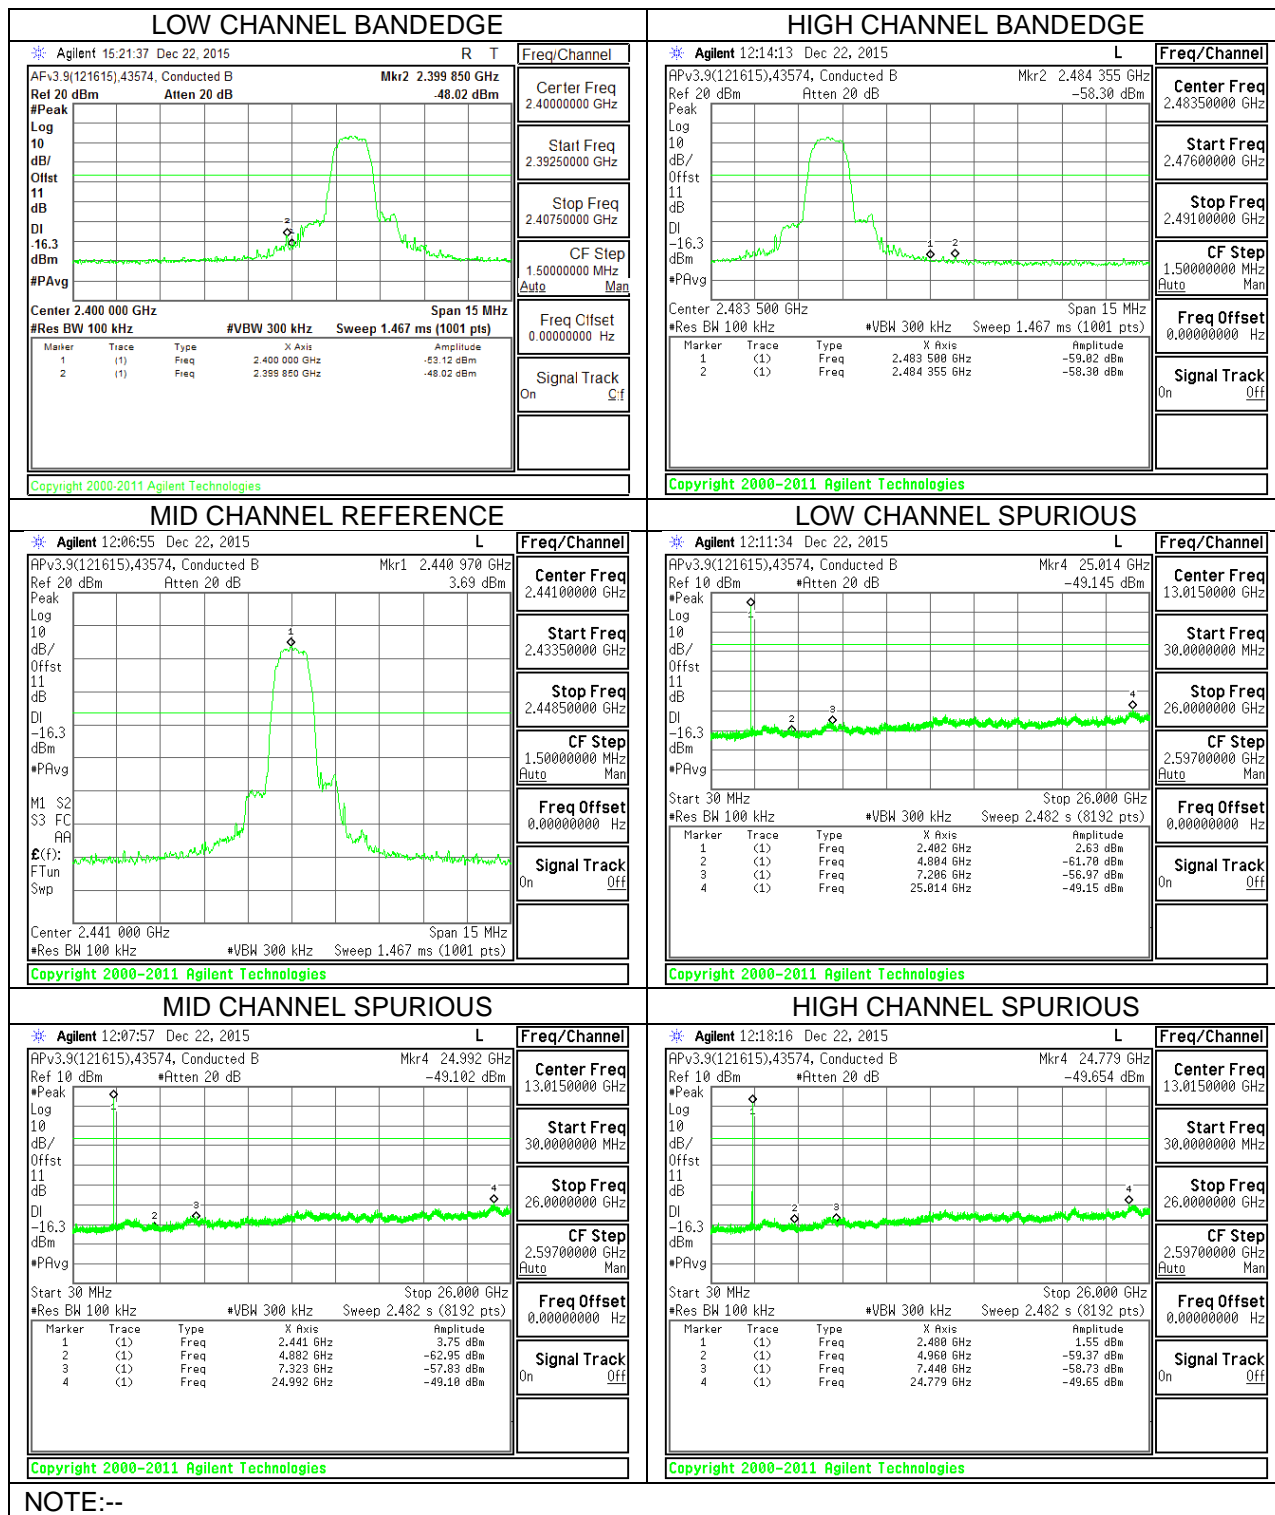 LOW CHANNEL BANDEDGE
Agilent 15:21:37 Dec 22, 2015 R T
AFv3.9(121615),43574, Conducted B Mkr2 2.399 850 GHz
Ref 20 dBm Atten 20 dB -48.02 dBm
#Peak
Log
10
dB/
Offst
11
dB
DI
-16.3
dBm
#PAvg
2
Center 2.400 000 GHz Span 15 MHz
#Res BW 100 kHz #VBW 300 kHz Sweep 1.467 ms (1001 pts)
Marker Trace Type X Axis Amplitude
1 (1) Freq 2.400 000 GHz -53.12 dBm
2 (1) Freq 2.399 850 GHz -48.02 dBm
Copyright 2000-2011 Agilent Technologies
Freq/Channel
Center Freq
2.40000000 GHz
Start Freq
2.39250000 GHz
Stop Freq
2.40750000 GHz
CF Step
1.50000000 MHz
Auto Man
Freq Offset
0.00000000 Hz
Signal Track
On Off
HIGH CHANNEL BANDEDGE
Agilent 12:14:13 Dec 22, 2015 L
APv3.9(121615),43574, Conducted B Mkr2 2.484 355 GHz
Ref 20 dBm Atten 20 dB -58.30 dBm
Peak
Log
10
dB/
Offst
11
dB
DI
-16.3
dBm
#PAvg
1 2
Center 2.483 500 GHz Span 15 MHz
#Res BW 100 kHz #VBW 300 kHz Sweep 1.467 ms (1001 pts)
Marker Trace Type X Axis Amplitude
1 (1) Freq 2.483 500 GHz -59.02 dBm
2 (1) Freq 2.484 355 GHz -58.30 dBm
Copyright 2000-2011 Agilent Technologies
Freq/Channel
Center Freq
2.48350000 GHz
Start Freq
2.47600000 GHz
Stop Freq
2.49100000 GHz
CF Step
1.50000000 MHz
Auto Man
Freq Offset
0.00000000 Hz
Signal Track
On Off
MID CHANNEL REFERENCE
Agilent 12:06:55 Dec 22, 2015 L
APv3.9(121615),43574, Conducted B Mkr1 2.440 970 GHz
Ref 20 dBm Atten 20 dB 3.69 dBm
Peak
Log
10
dB/
Offst
11
dB
DI
-16.3
dBm
#PAvg
M1 S2
S3 FC
AA
£(f):
FTun
Swp
1
Center 2.441 000 GHz Span 15 MHz
#Res BW 100 kHz #VBW 300 kHz Sweep 1.467 ms (1001 pts)
Copyright 2000-2011 Agilent Technologies
Freq/Channel
Center Freq
2.44100000 GHz
Start Freq
2.43350000 GHz
Stop Freq
2.44850000 GHz
CF Step
1.50000000 MHz
Auto Man
Freq Offset
0.00000000 Hz
Signal Track
On Off
LOW CHANNEL SPURIOUS
Agilent 12:11:34 Dec 22, 2015 L
APv3.9(121615),43574, Conducted B Mkr4 25.014 GHz
Ref 10 dBm #Atten 20 dB -49.145 dBm
#Peak
Log
10
dB/
Offst
11
dB
DI
-16.3
dBm
#PAvg
1 2 3 4
Start 30 MHz Stop 26.000 GHz
#Res BW 100 kHz #VBW 300 kHz Sweep 2.482 s (8192 pts)
Marker Trace Type X Axis Amplitude
1 (1) Freq 2.402 GHz 2.63 dBm
2 (1) Freq 4.804 GHz -61.70 dBm
3 (1) Freq 7.206 GHz -56.97 dBm
4 (1) Freq 25.014 GHz -49.15 dBm
Copyright 2000-2011 Agilent Technologies
Freq/Channel
Center Freq
13.0150000 GHz
Start Freq
30.0000000 MHz
Stop Freq
26.0000000 GHz
CF Step
2.59700000 GHz
Auto Man
Freq Offset
0.00000000 Hz
Signal Track
On Off
MID CHANNEL SPURIOUS
Agilent 12:07:57 Dec 22, 2015 L
APv3.9(121615),43574, Conducted B Mkr4 24.992 GHz
Ref 10 dBm #Atten 20 dB -49.102 dBm
#Peak
Log
10
dB/
Offst
11
dB
DI
-16.3
dBm
#PAvg
1 2 3 4
Start 30 MHz Stop 26.000 GHz
#Res BW 100 kHz #VBW 300 kHz Sweep 2.482 s (8192 pts)
Marker Trace Type X Axis Amplitude
1 (1) Freq 2.441 GHz 3.75 dBm
2 (1) Freq 4.882 GHz -62.95 dBm
3 (1) Freq 7.323 GHz -57.83 dBm
4 (1) Freq 24.992 GHz -49.10 dBm
Copyright 2000-2011 Agilent Technologies
Freq/Channel
Center Freq
13.0150000 GHz
Start Freq
30.0000000 MHz
Stop Freq
26.0000000 GHz
CF Step
2.59700000 GHz
Auto Man
Freq Offset
0.00000000 Hz
Signal Track
On Off
HIGH CHANNEL SPURIOUS
Agilent 12:18:16 Dec 22, 2015 L
APv3.9(121615),43574, Conducted B Mkr4 24.779 GHz
Ref 10 dBm #Atten 20 dB -49.654 dBm
#Peak
Log
10
dB/
Offst
11
dB
DI
-16.3
dBm
#PAvg
1 2 3 4
Start 30 MHz Stop 26.000 GHz
#Res BW 100 kHz #VBW 300 kHz Sweep 2.482 s (8192 pts)
Marker Trace Type X Axis Amplitude
1 (1) Freq 2.480 GHz 1.55 dBm
2 (1) Freq 4.960 GHz -59.37 dBm
3 (1) Freq 7.440 GHz -58.73 dBm
4 (1) Freq 24.779 GHz -49.65 dBm
Copyright 2000-2011 Agilent Technologies
Freq/Channel
Center Freq
13.0150000 GHz
Start Freq
30.0000000 MHz
Stop Freq
26.0000000 GHz
CF Step
2.59700000 GHz
Auto Man
Freq Offset
0.00000000 Hz
Signal Track
On Off
NOTE:--